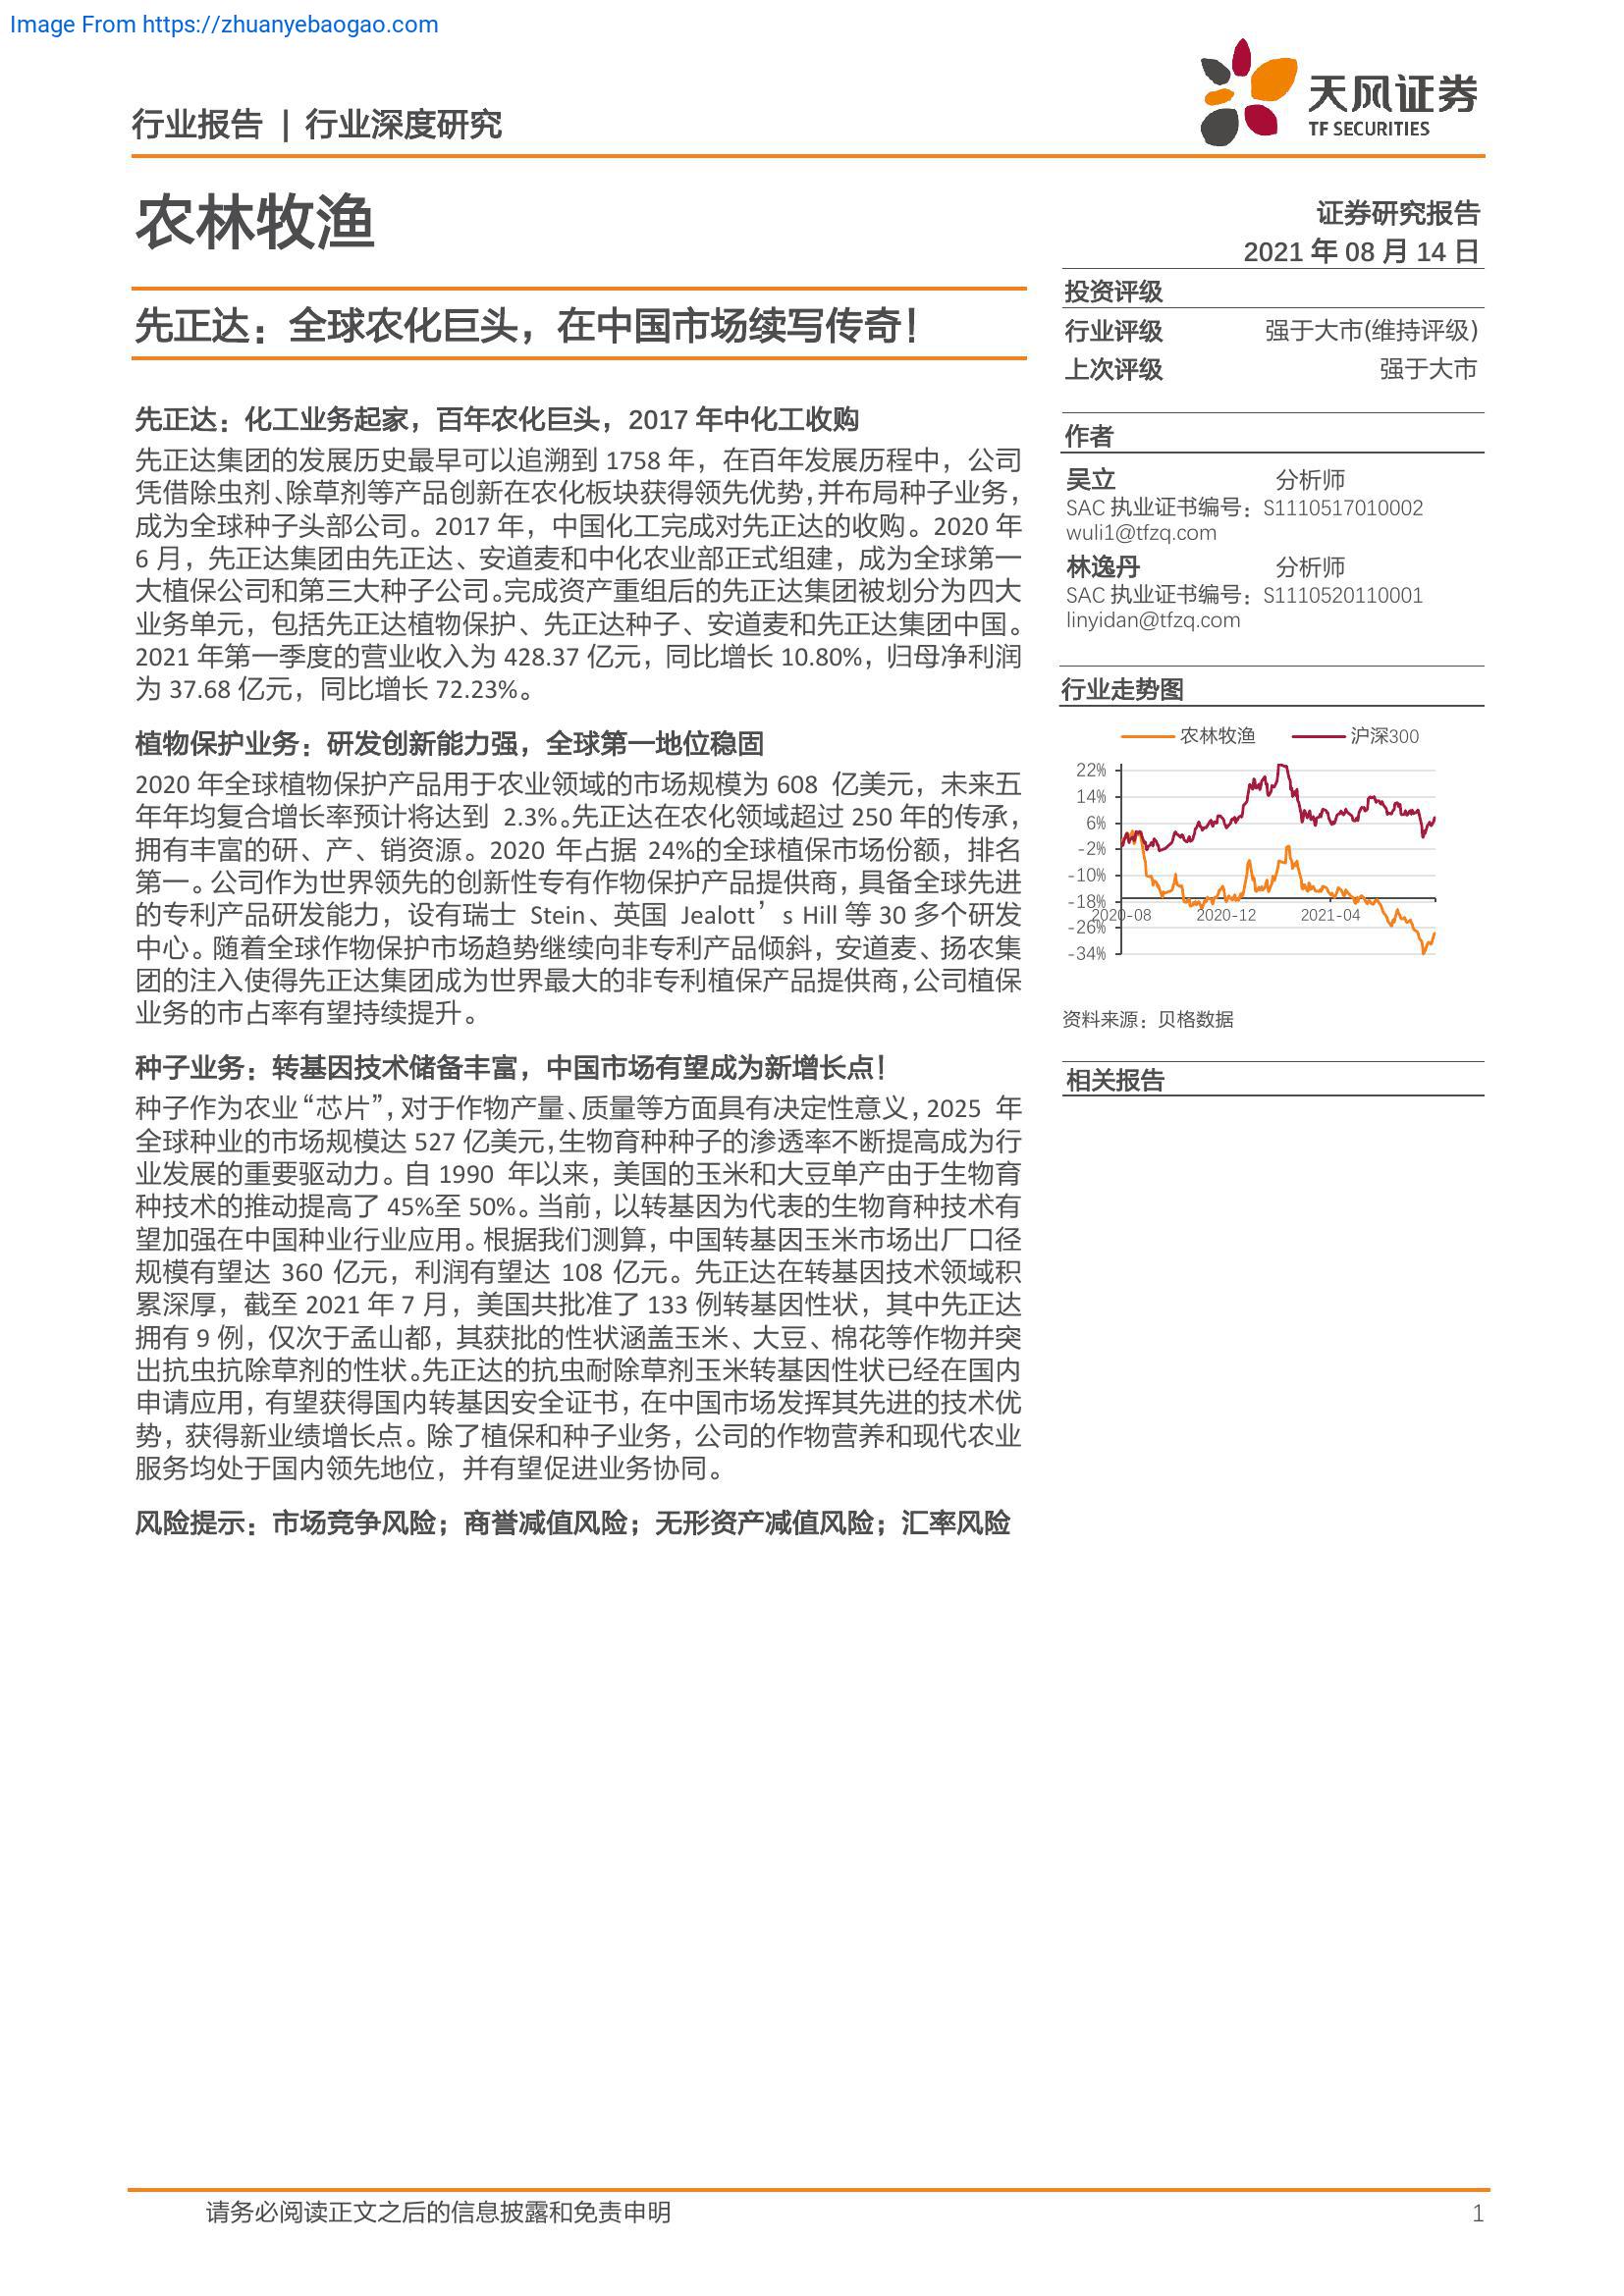 Image From https://zhuanyebaogao.com
行业报告 | 行业深度研究
天风证券
TF SECURITIES
农林牧渔
证券研究报告
2021 年 08 月 14 日
先正达：全球农化巨头，在中国市场续写传奇！
先正达：化工业务起家，百年农化巨头，2017 年中化工收购
先正达集团的发展历史最早可以追溯到 1758 年，在百年发展历程中，公司
凭借除虫剂、除草剂等产品创新在农化板块获得领先优势，并布局种子业务，
成为全球种子头部公司。2017 年，中国化工完成对先正达的收购。2020 年
6 月，先正达集团由先正达、安道麦和中化农业部正式组建，成为全球第一
大植保公司和第三大种子公司。完成资产重组后的先正达集团被划分为四大
业务单元，包括先正达植物保护、先正达种子、安道麦和先正达集团中国。
2021 年第一季度的营业收入为 428.37 亿元，同比增长 10.80%，归母净利润
为 37.68 亿元，同比增长 72.23%。
植物保护业务：研发创新能力强，全球第一地位稳固
2020 年全球植物保护产品用于农业领域的市场规模为 608 亿美元，未来五
年年均复合增长率预计将达到 2.3%。先正达在农化领域超过 250 年的传承，
拥有丰富的研、产、销资源。2020 年占据 24%的全球植保市场份额，排名
第一。公司作为世界领先的创新性专有作物保护产品提供商，具备全球先进
的专利产品研发能力，设有瑞士 Stein、英国 Jealott’s Hill 等 30 多个研发
中心。随着全球作物保护市场趋势继续向非专利产品倾斜，安道麦、扬农集
团的注入使得先正达集团成为世界最大的非专利植保产品提供商，公司植保
业务的市占率有望持续提升。
种子业务：转基因技术储备丰富，中国市场有望成为新增长点！
种子作为农业“芯片”，对于作物产量、质量等方面具有决定性意义，2025 年
全球种业的市场规模达 527 亿美元，生物育种种子的渗透率不断提高成为行
业发展的重要驱动力。自 1990 年以来，美国的玉米和大豆单产由于生物育
种技术的推动提高了 45%至 50%。当前，以转基因为代表的生物育种技术有
望加强在中国种业行业应用。根据我们测算，中国转基因玉米市场出厂口径
规模有望达 360 亿元，利润有望达 108 亿元。先正达在转基因技术领域积
累深厚，截至 2021 年 7 月，美国共批准了 133 例转基因性状，其中先正达
拥有 9 例，仅次于孟山都，其获批的性状涵盖玉米、大豆、棉花等作物并突
出抗虫抗除草剂的性状。先正达的抗虫耐除草剂玉米转基因性状已经在国内
申请应用，有望获得国内转基因安全证书，在中国市场发挥其先进的技术优
势，获得新业绩增长点。除了植保和种子业务，公司的作物营养和现代农业
服务均处于国内领先地位，并有望促进业务协同。
风险提示：市场竞争风险；商誉减值风险；无形资产减值风险；汇率风险
投资评级
行业评级 强于大市(维持评级)
上次评级 强于大市
作者
吴立 分析师
SAC 执业证书编号：S1110517010002
wuli1@tfzq.com
林逸丹 分析师
SAC 执业证书编号：S1110520110001
linyidan@tfzq.com
行业走势图
农林牧渔 沪深300
22%
14%
6%
-2%
-10%
-18%
2020-08 2020-12 2021-04
-26%
-34%
资料来源：贝格数据
相关报告
请务必阅读正文之后的信息披露和免责申明 1